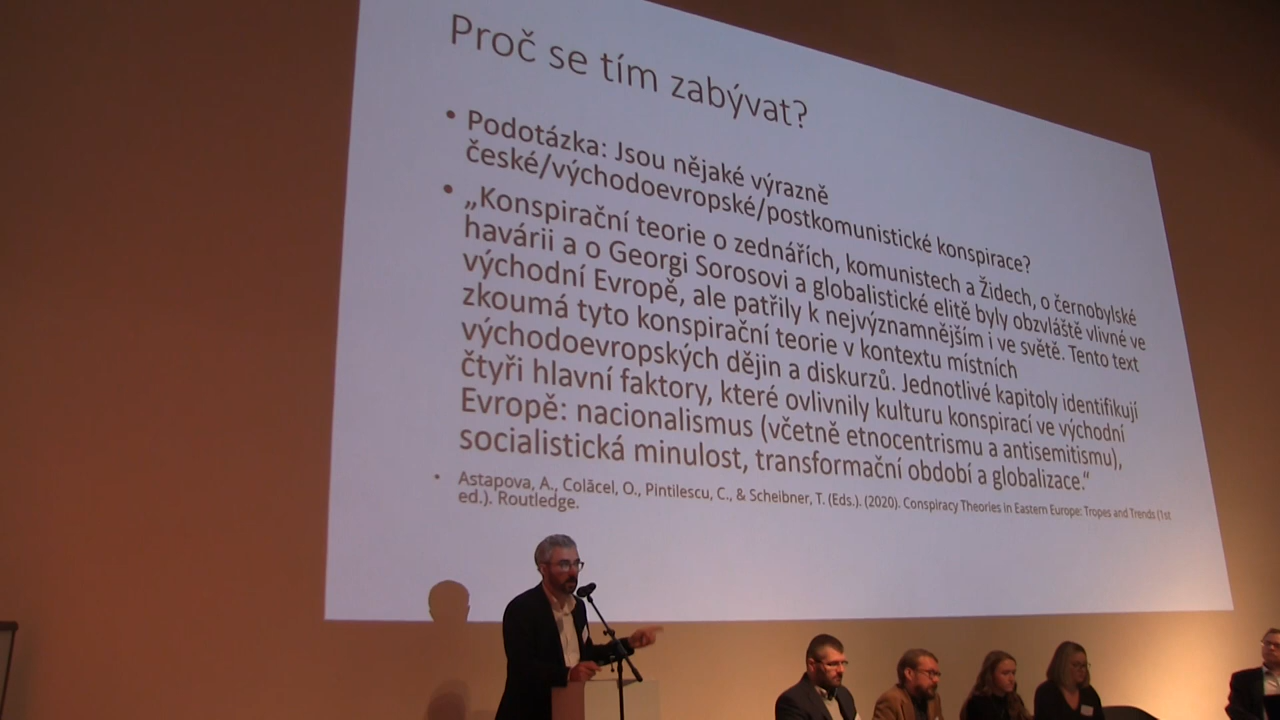 Proč se tím zabývat?
• Podotázka: Jsou nějaké výrazně
české/východoevropské/postkomunistické konspirace?
• „Konspirační teorie o zednářích, komunistech a Židech, o černobylské
havárii a o Georgi Sorosovi a globalistické elitě byly obzvláště vlivné ve
východní Evropě, ale patřily k nejvýznamnějším i ve světě. Tento text
zkoumá tyto konspirační teorie v kontextu místních
východoevropských dějin a diskurzů. Jednotlivé kapitoly identifikují
čtyři hlavní faktory, které ovlivnily kulturu konspirací ve východní
Evropě: nacionalismus (včetně etnocentrismu a antisemitismu),
socialistická minulost, transformační období a globalizace.“
• Astapova, A., Colăcel, O., Pintilescu, C., & Scheibner, T. (Eds.). (2020). Conspiracy Theories in Eastern Europe: Tropes and Trends (1st
ed.). Routledge.